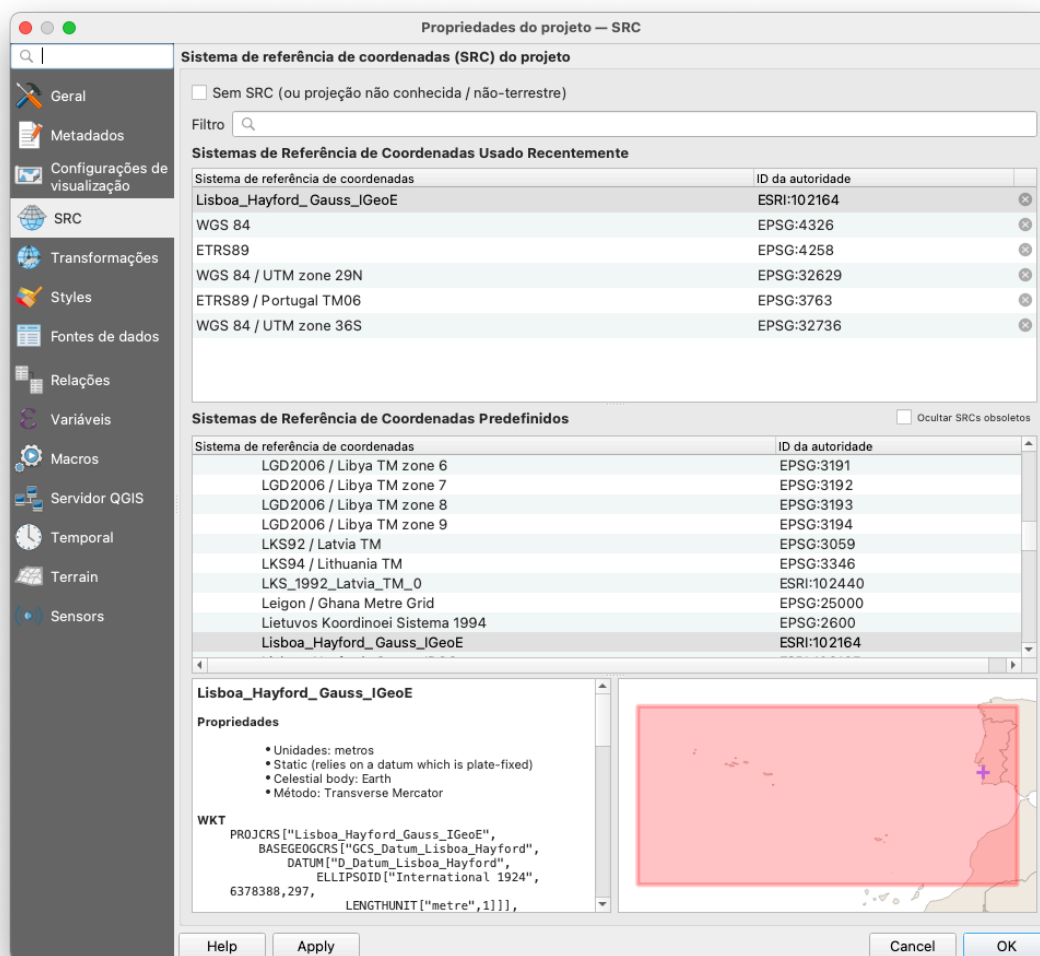 Propriedades do projeto — SRC
Sistema de referência de coordenadas (SRC) do projeto
Geral
Metadados
Configurações de
visualização
SRC
Transformações
Styles
Fontes de dados
Relações
Variáveis
Macros
Servidor QGIS
Temporal
Terrain
Sensors
Sem SRC (ou projeção não conhecida / não-terrestre)
Filtro
Sistemas de Referência de Coordenadas Usado Recentemente
Sistema de referência de coordenadas ID da autoridade
Lisboa_Hayford_Gauss_IGeoE ESRI:102164
WGS 84 EPSG:4326
ETRS89 EPSG:4258
WGS 84 / UTM zone 29N EPSG:32629
ETRS89 / Portugal TM06 EPSG:3763
WGS 84 / UTM zone 36S EPSG:32736
Sistemas de Referência de Coordenadas Predefinidos Ocultar SRCs obsoletos
Sistema de referência de coordenadas ID da autoridade
LGD2006 / Libya TM zone 6 EPSG:3191
LGD2006 / Libya TM zone 7 EPSG:3192
LGD2006 / Libya TM zone 8 EPSG:3193
LGD2006 / Libya TM zone 9 EPSG:3194
LKS92 / Latvia TM EPSG:3059
LKS94 / Lithuania TM EPSG:3346
LKS_1992_Latvia_TM_0 ESRI:102440
Leigon / Ghana Metre Grid EPSG:25000
Lietuvos Koordinoei Sistema 1994 EPSG:2600
Lisboa_Hayford_Gauss_IGeoE ESRI:102164
Lisboa_Hayford_Gauss_IGeoE
Propriedades
• Unidades: metros
• Static (relies on a datum which is plate-fixed)
• Celestial body: Earth
• Método: Transverse Mercator
WKT
PROJCRS["Lisboa_Hayford_Gauss_IGeoE",
BASEGEOGCRS["GCS_Datum_Lisboa_Hayford",
DATUM["D_Datum_Lisboa_Hayford",
ELLIPSOID["International 1924",
6378388,297,
LENGTHUNIT["metre",1]]],
Help Apply Cancel OK